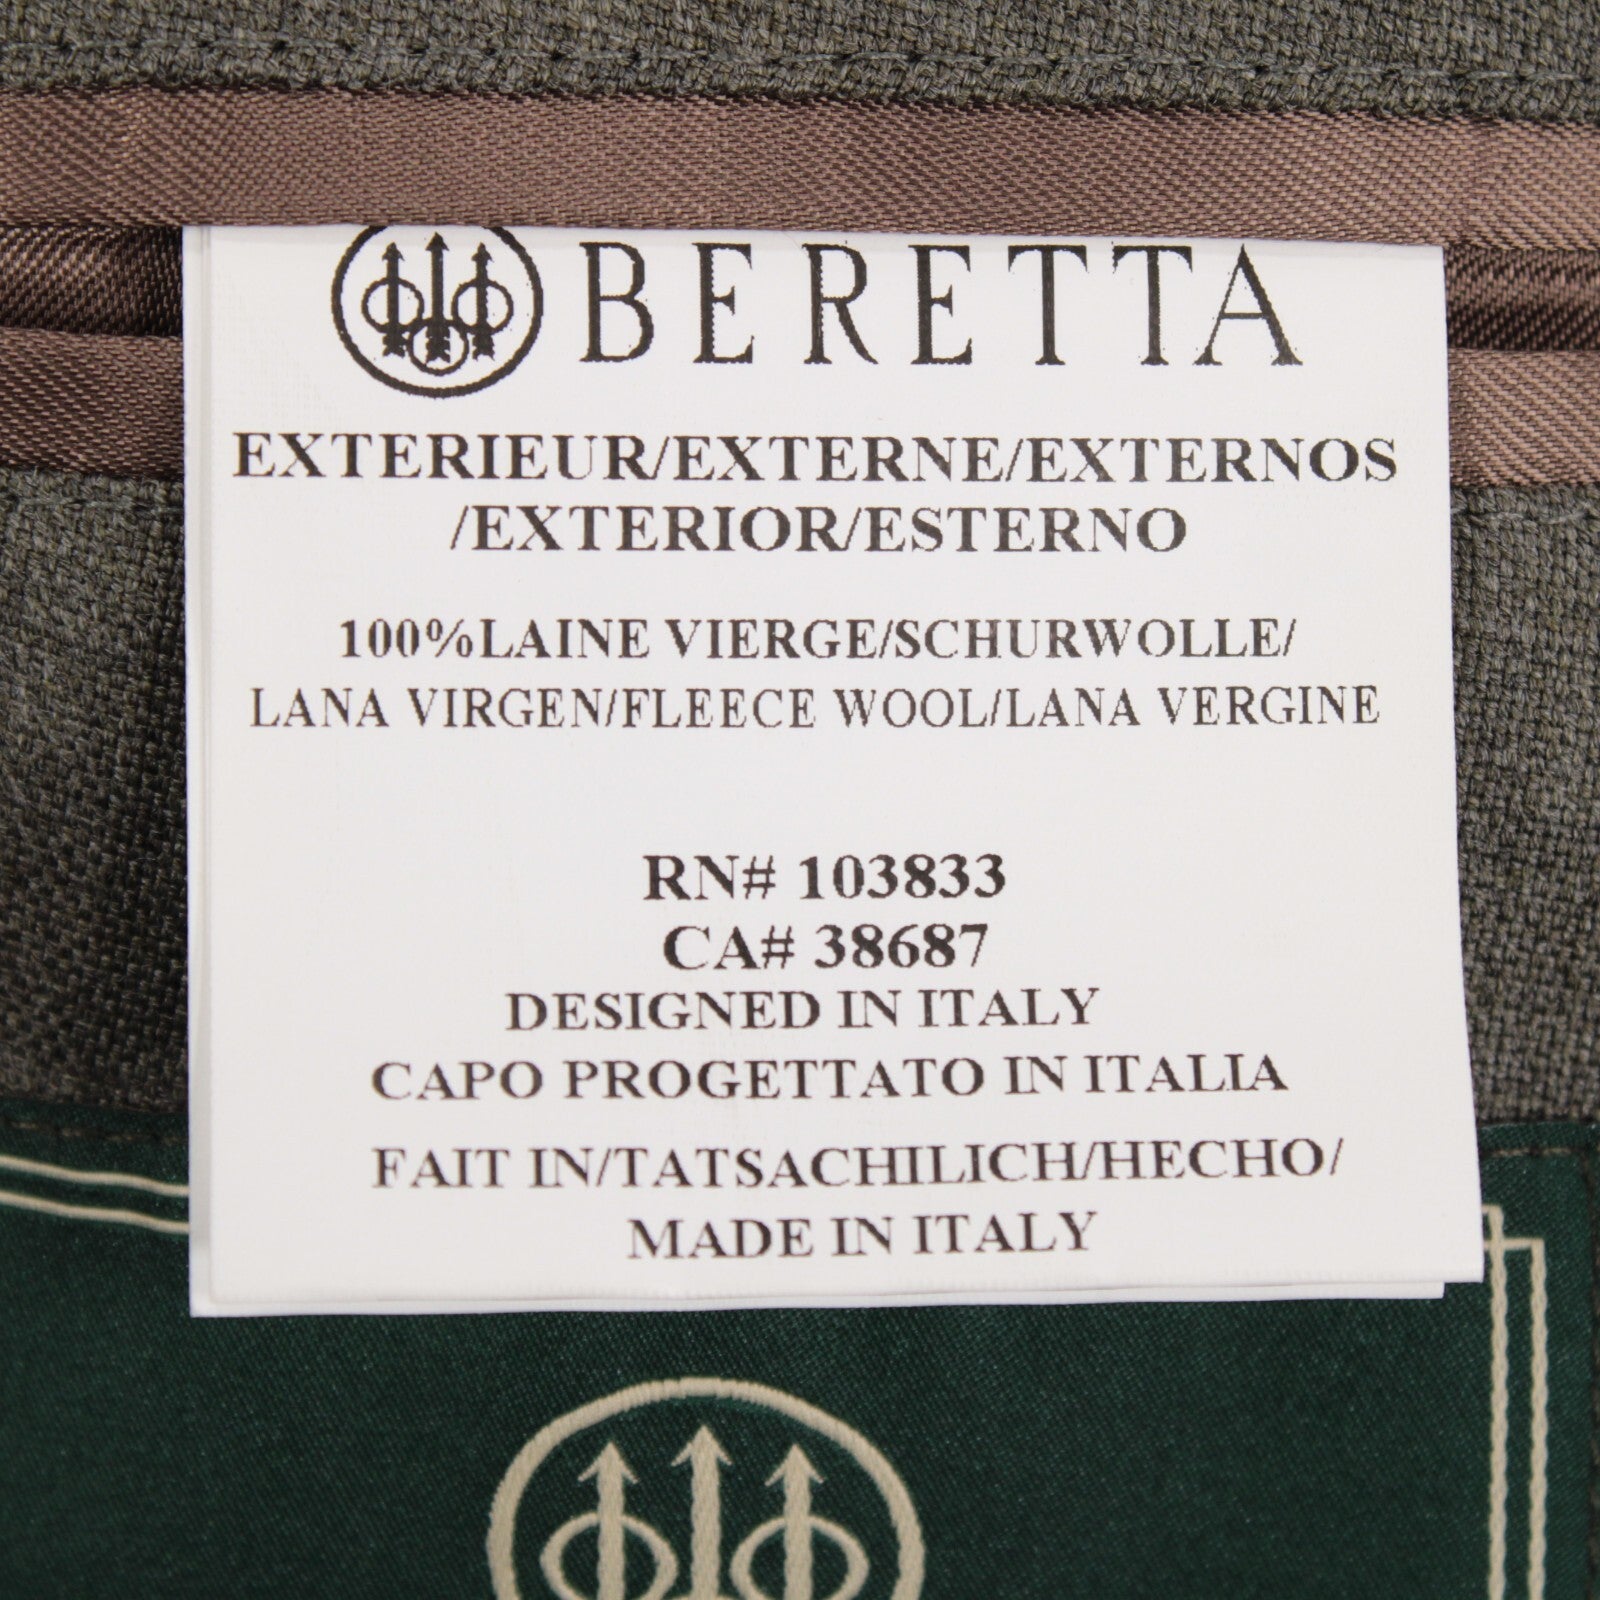 BERETTA
EXTERIEUR/EXTERNE/EXTERNOS
/EXTERIOR/ESTERNO
100%LAINE VIERGE/SCHURWOLLE/
LANA VIRGEN/FLEECE WOOL/LANA VERGINE
RN# 103833
CA# 38687
DESIGNED IN ITALY
CAPO PROGETTATO IN ITALIA
FAIT IN/TATSACHILICH/HECHO/
MADE IN ITALY